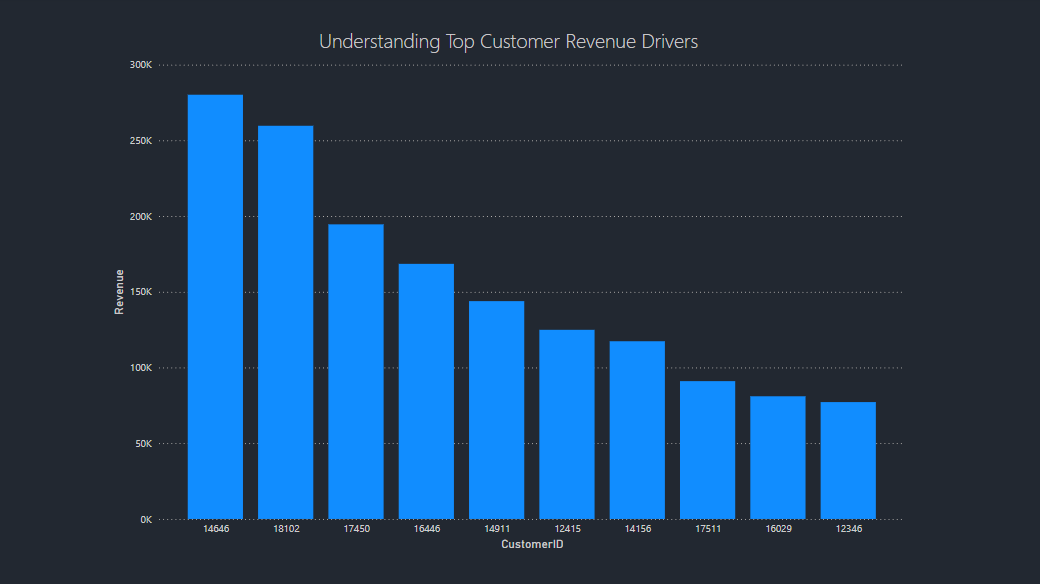 Understanding Top Customer Revenue Drivers
300K
250K
200K
150K
100K
50K
0K
Revenue
14646 18102 17450 16446 14911 12415 14156 17511 16029 12346
CustomerID